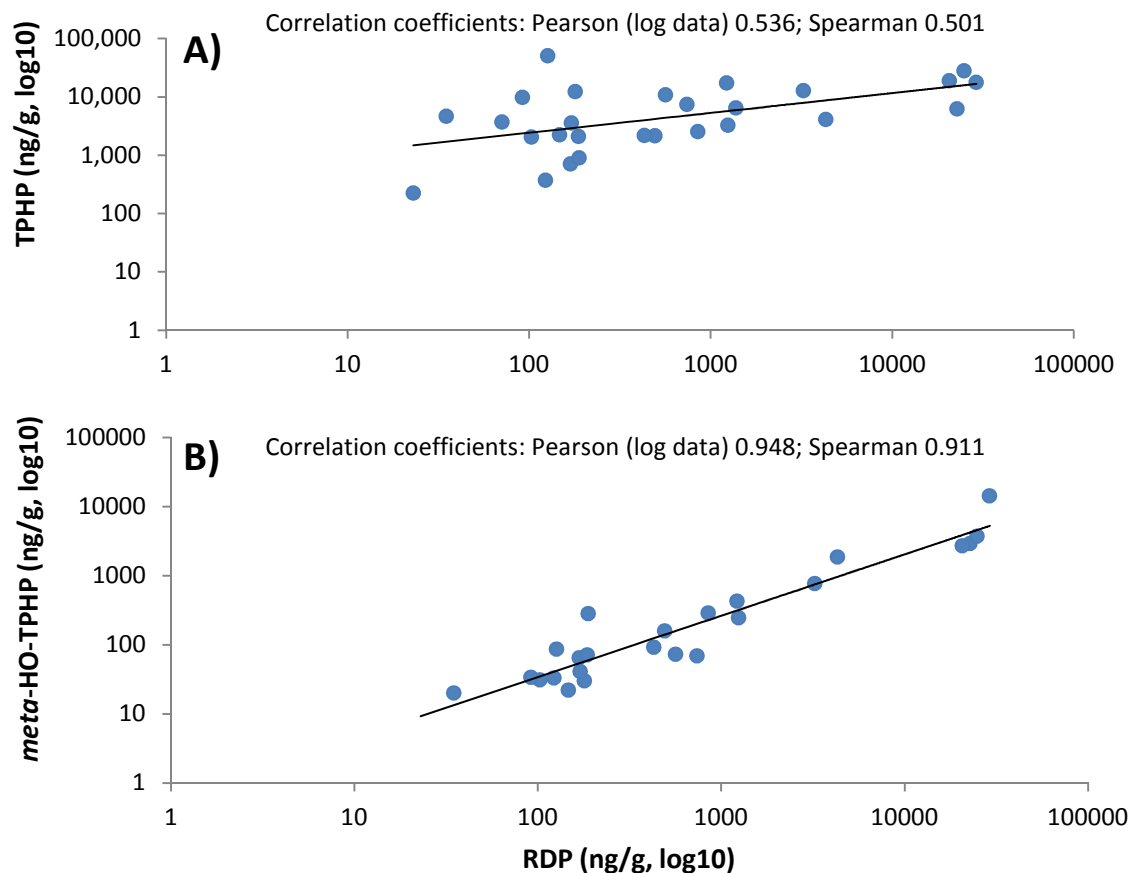 Correlation coefficients: Pearson (log data) 0.536; Spearman 0.501
A)
TPHP (ng/g, log10)
100,000
10,000
1,000
100
10
1
1 10 100 1000 10000 100000
Correlation coefficients: Pearson (log data) 0.948; Spearman 0.911
B)
meta-HO-TPHP (ng/g, log10)
100000
10000
1000
100
10
1
1 10 100 1000 10000 100000
RDP (ng/g, log10)